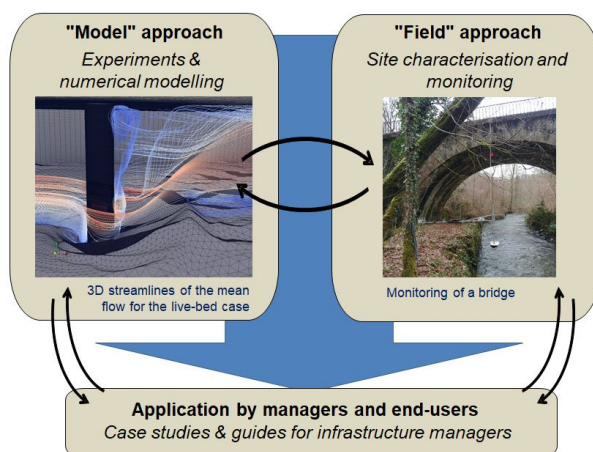 "Model" approach
Experiments &
numerical modelling
3D streamlines of the mean
flow for the live-bed case
"Field" approach
Site characterisation and
monitoring
Monitoring of a bridge
Application by managers and end-users
Case studies & guides for infrastructure managers